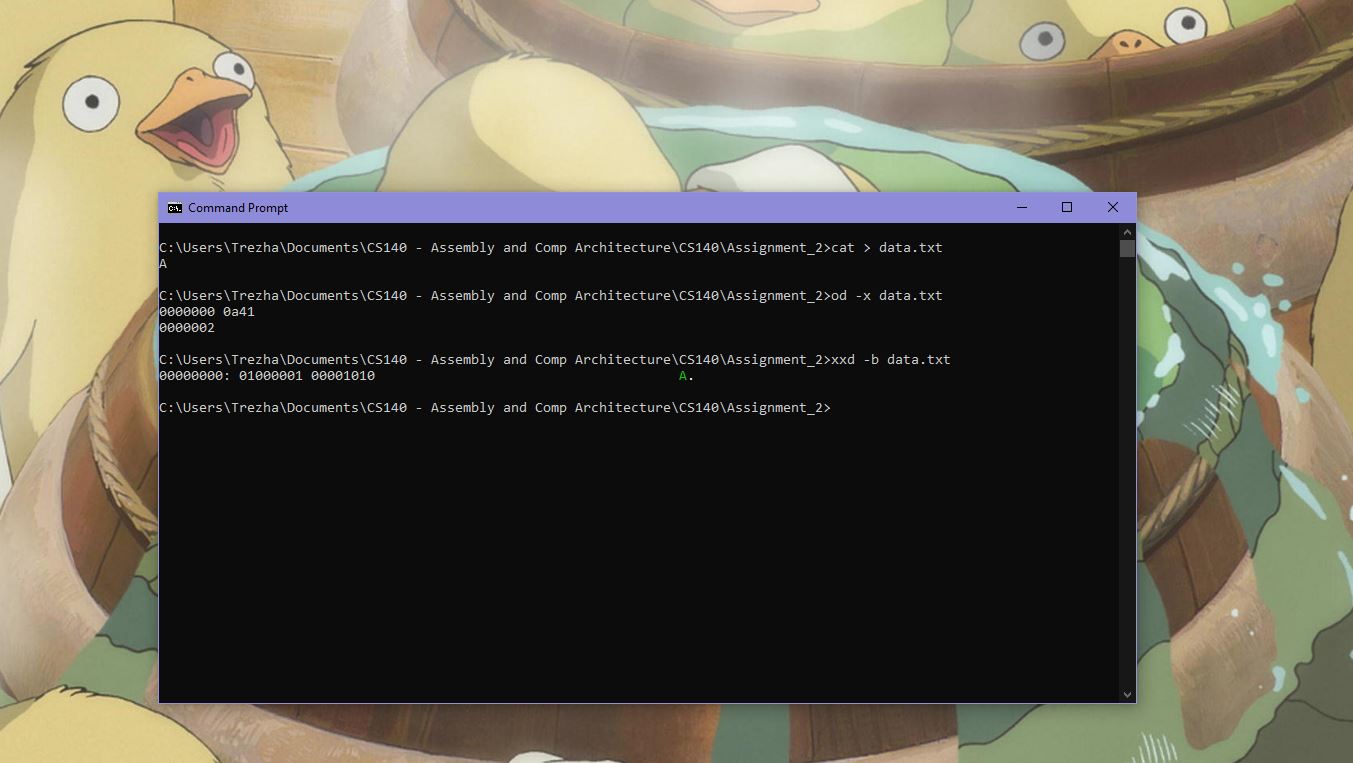 Command Prompt
C:\Users\Trezha\Documents\CS140 - Assembly and Comp Architecture\CS140\Assignment_2>cat > data.txt
A
C:\Users\Trezha\Documents\CS140 - Assembly and Comp Architecture\CS140\Assignment_2>od -x data.txt
0000000 0a41
0000002
C:\Users\Trezha\Documents\CS140 - Assembly and Comp Architecture\CS140\Assignment_2>xxd -b data.txt
00000000: 01000001 00001010                                      A.
C:\Users\Trezha\Documents\CS140 - Assembly and Comp Architecture\CS140\Assignment_2>